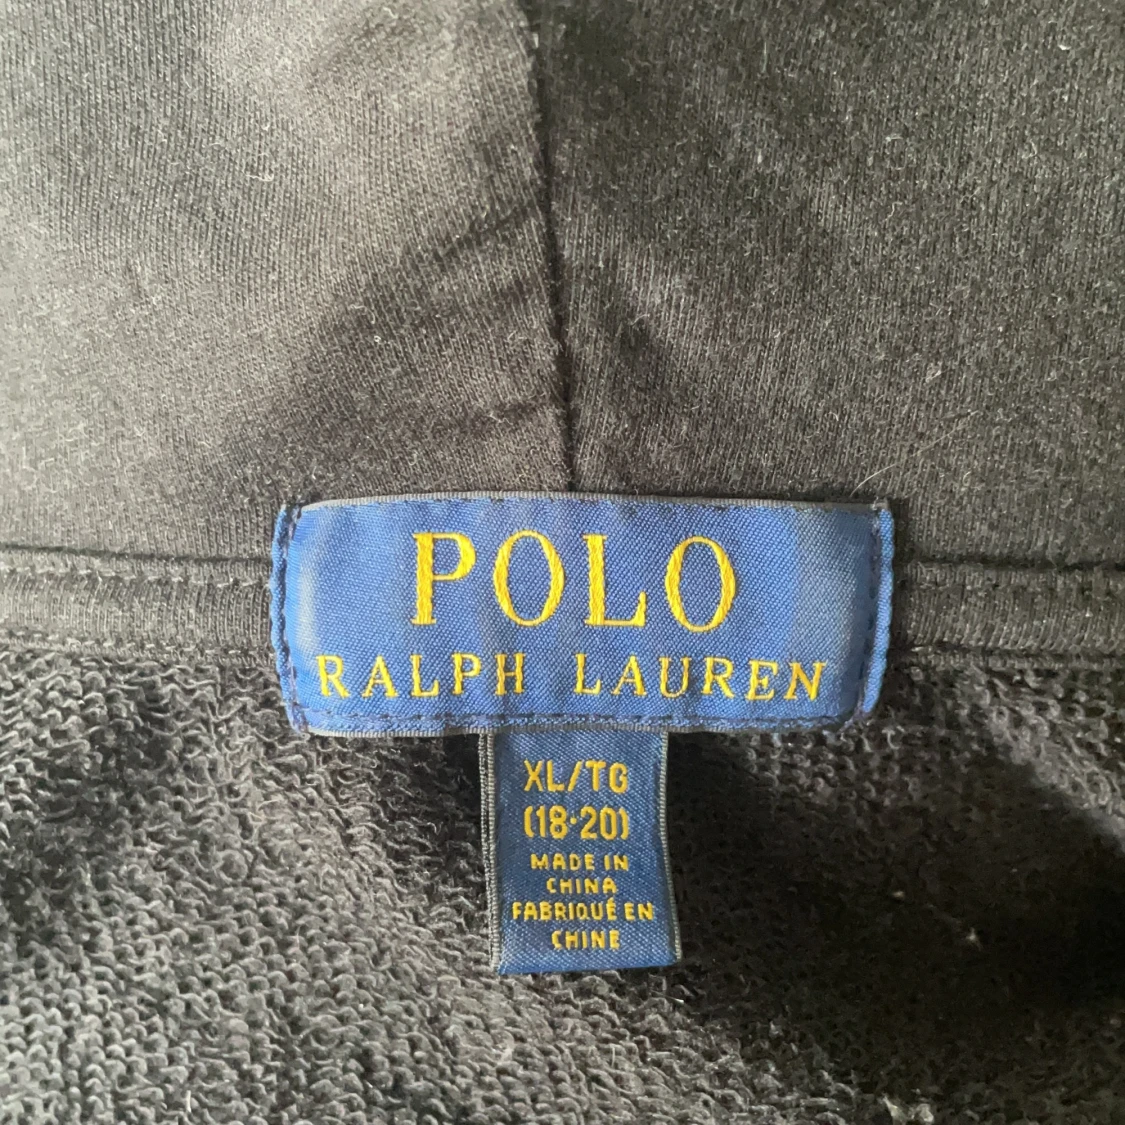 POLO
RALPH LAUREN
XL/TG
(18-20)
MADE IN
CHINA
FABRIQUÉ EN
CHINE